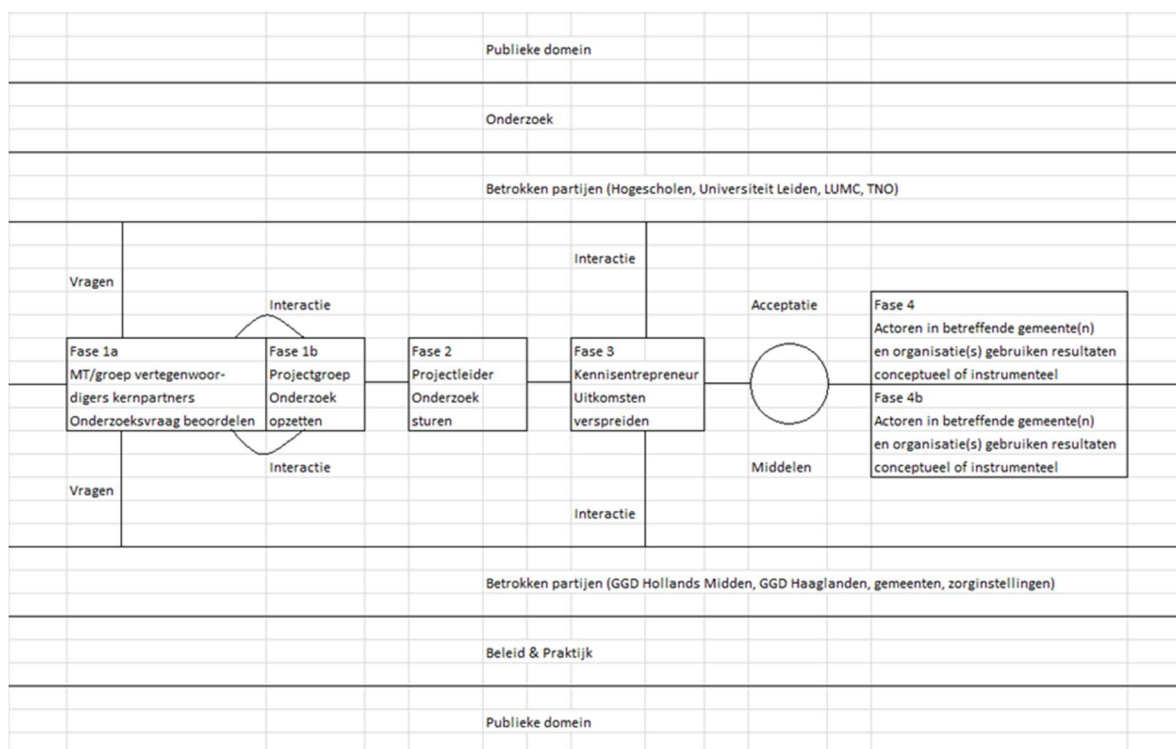 Publieke domein
Onderzoek
Betrokken partijen (Hogescholen, Universiteit Leiden, LUMC, TNO)
Vragen
Interactie
Interactie
Acceptatie
Fase 1a
MT/groep vertegenwoor-
digers kernpartners
Onderzoeksvraag beoordelen
Fase 1b
Projectgroep
Onderzoek
opzetten
Fase 2
Projectleider
Onderzoek
sturen
Fase 3
Kennisentrepreneur
Uitkomsten
verspreiden
Fase 4
Actoren in betreffende gemeente(n)
en organisatie(s) gebruiken resultaten
conceptueel of instrumenteel
Fase 4b
Actoren in betreffende gemeente(n)
en organisatie(s) gebruiken resultaten
conceptueel of instrumenteel
Vragen
Interactie
Interactie
Middelen
Betrokken partijen (GGD Hollands Midden, GGD Haaglanden, gemeenten, zorginstellingen)
Beleid & Praktijk
Publieke domein